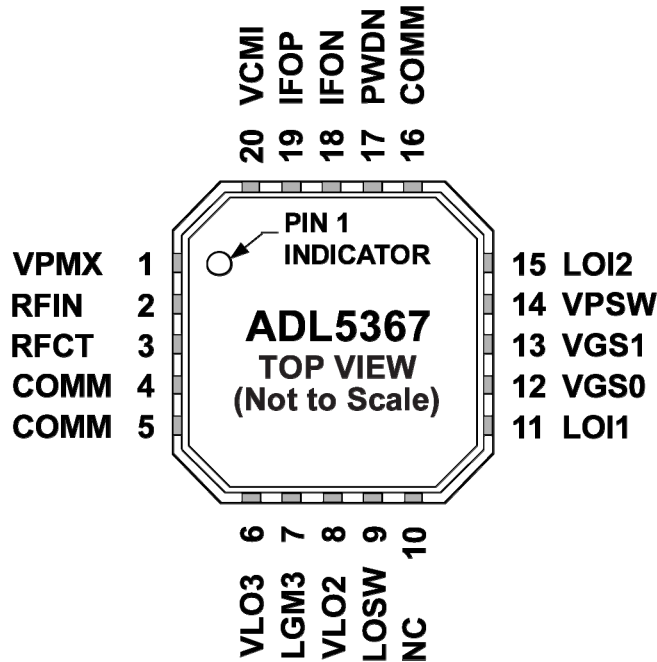 20 VCMI
19 IFOP
18 IFON
17 PWDN
16 COMM
PIN 1
INDICATOR
VPMX 1
RFIN 2
RFCT 3
COMM 4
COMM 5
ADL5367
TOP VIEW
(Not to Scale)
15 LOI2
14 VPSW
13 VGS1
12 VGS0
11 LOI1
VLO3 6
LGM3 7
VLO2 8
LOSW 9
NC 10